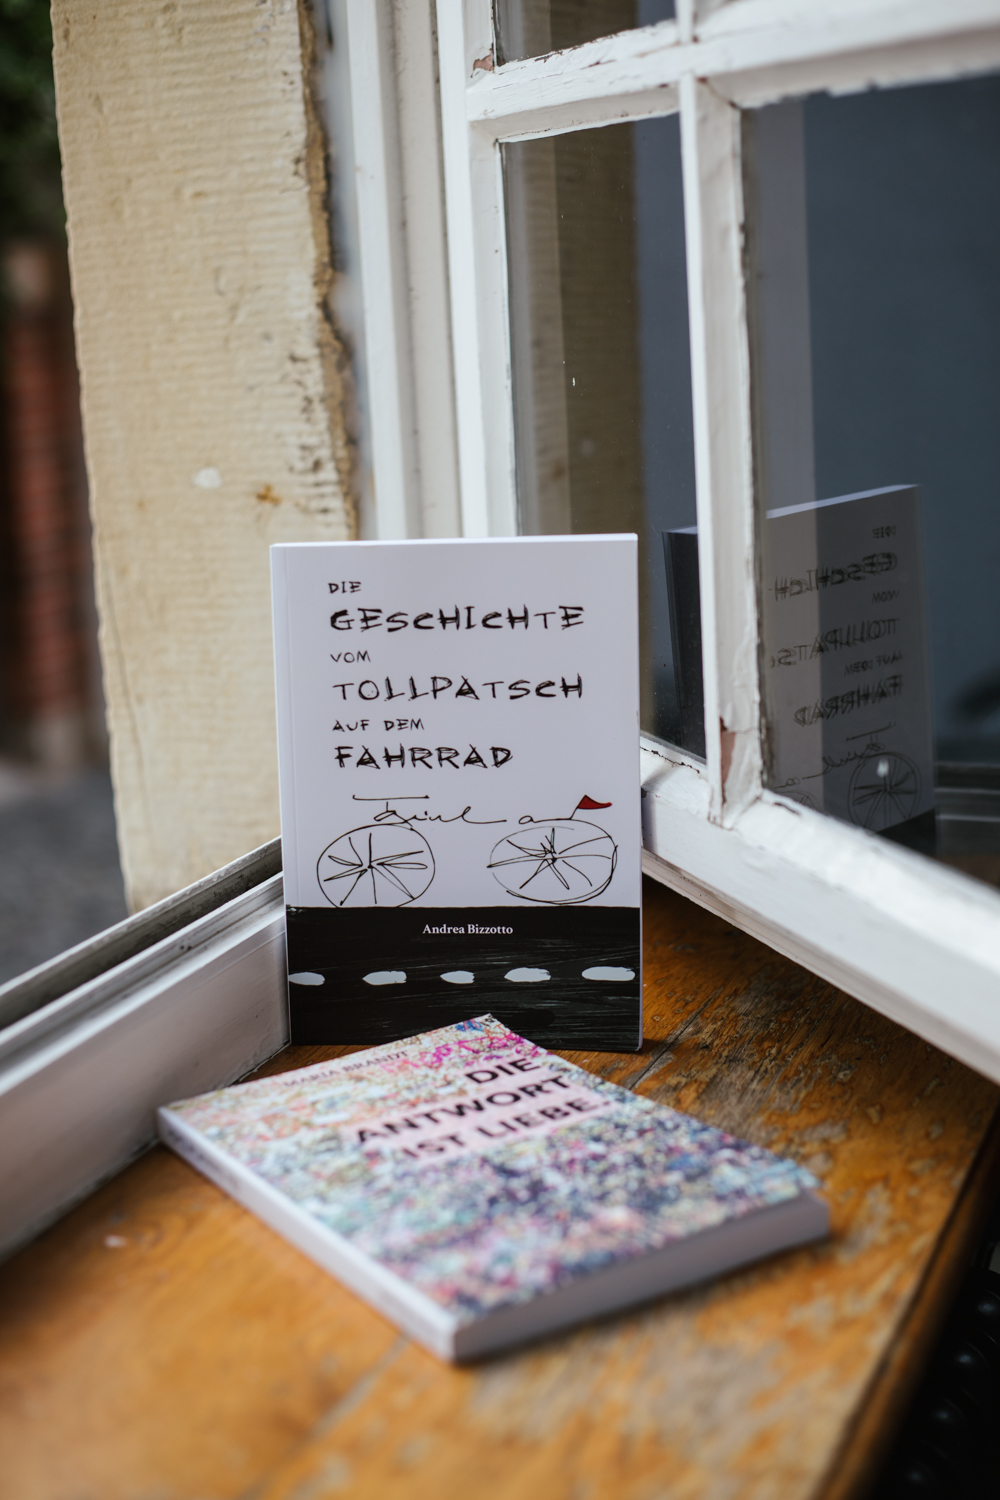 DIE
GESCHICHTE
VOM
TOLLPATSCH
AUF DEM
FAHRRAD
Andrea Bizzotto
MARIA BRANDT
DIE
ANTWORT
IST LIEBE